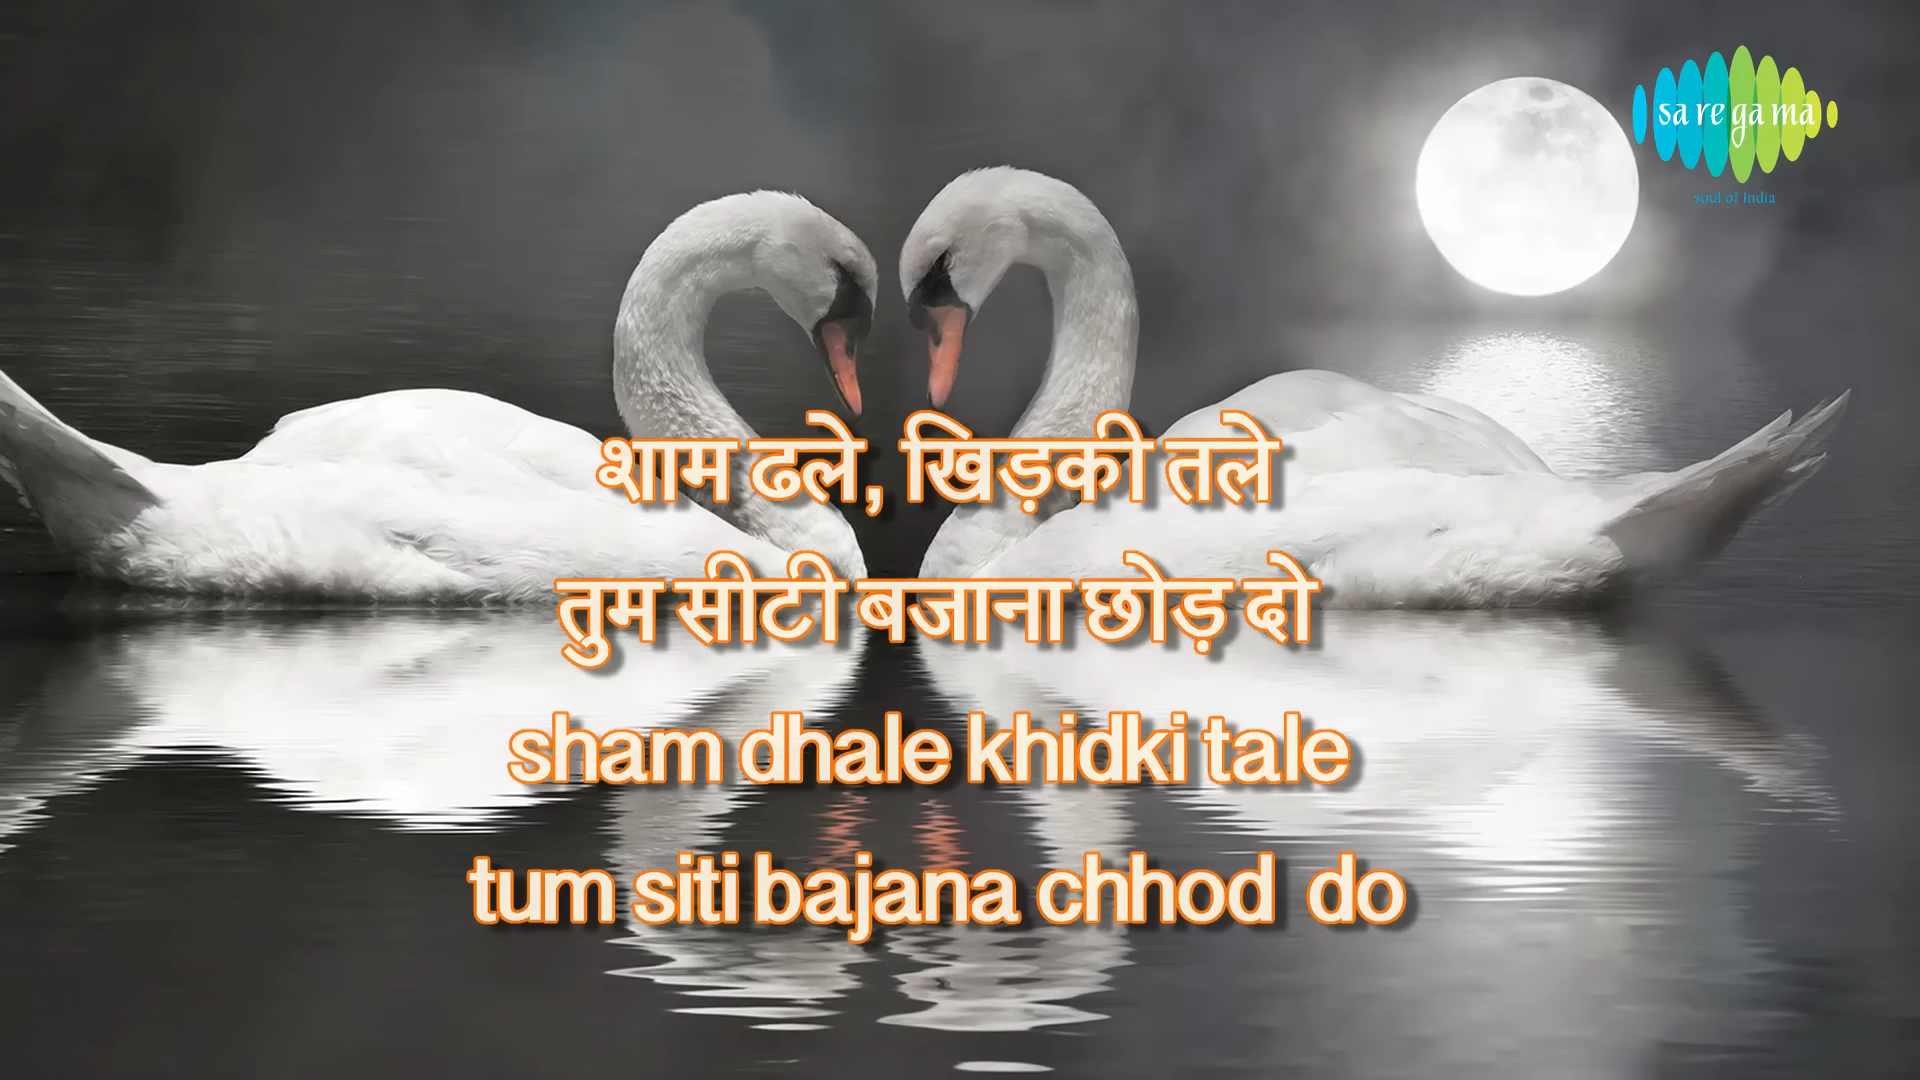 sa re ga ma
soul of India
शाम ढले, खिड़की तले
तुम सीटी बजाना छोड़ दो
sham dhale khidki tale
tum siti bajana chhod do